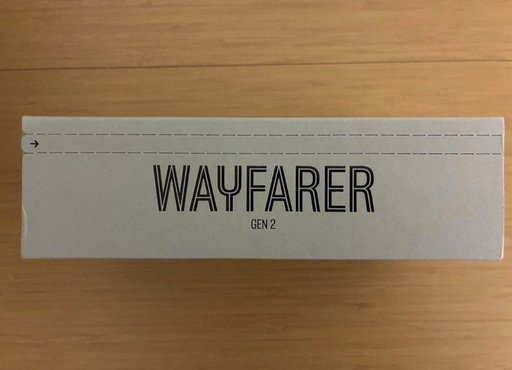 →
WAYFARER
GEN 2